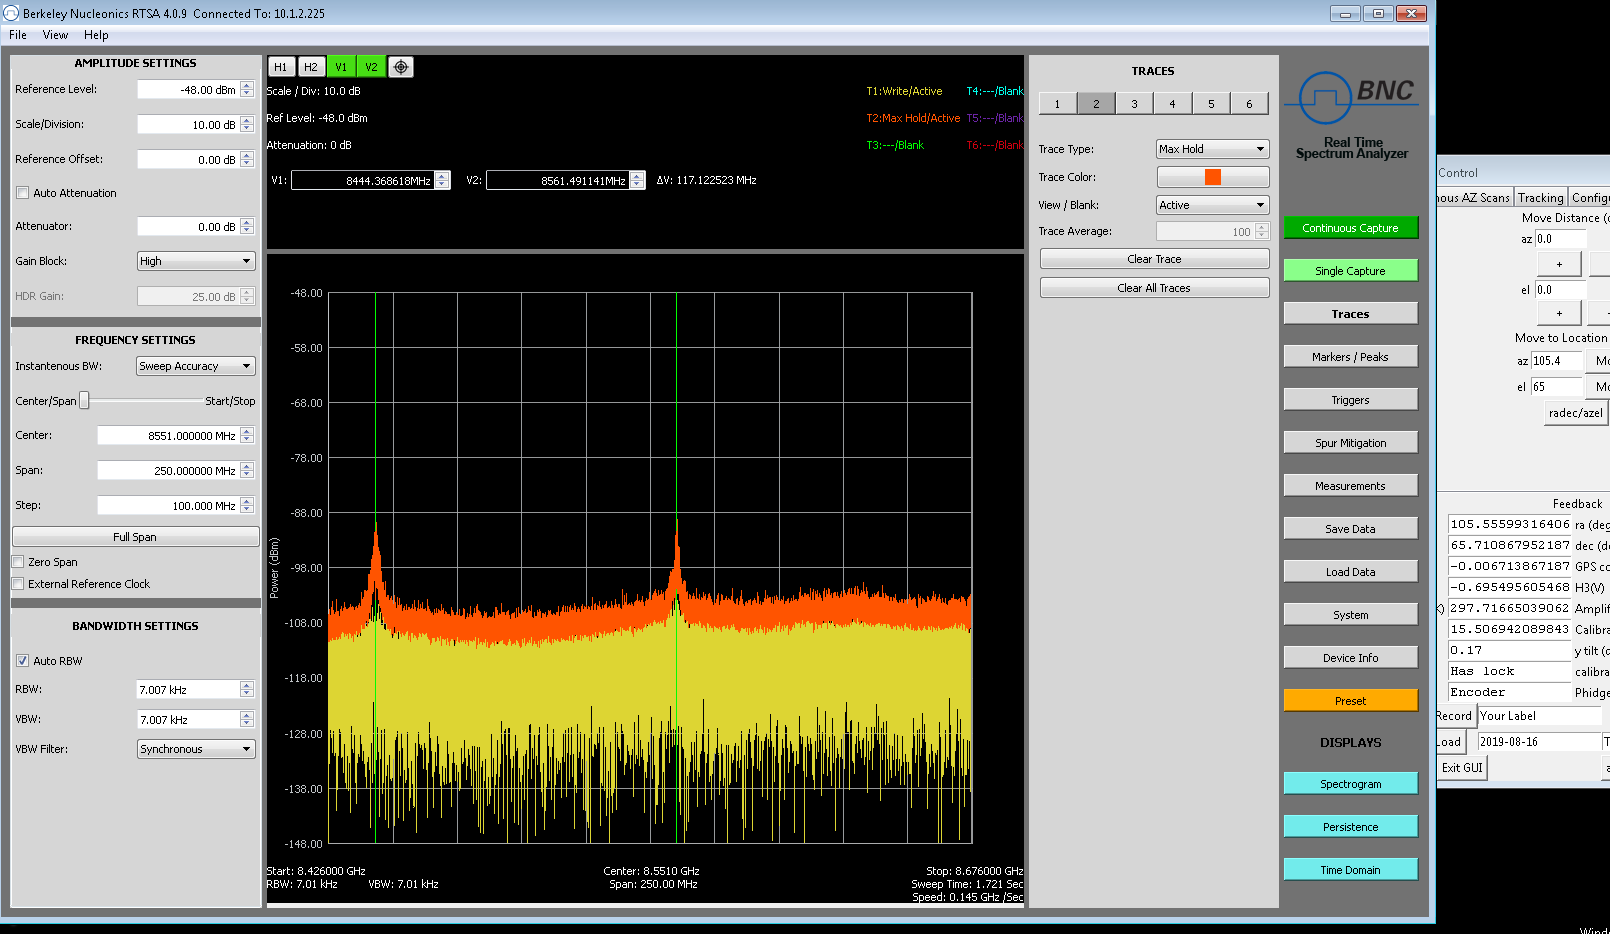 Berkeley Nucleonics RTSA 4.0.9  Connected To: 10.1.2.225
File View Help
AMPLITUDE SETTINGS
Reference Level: -48.00 dBm
Scale/Division: 10.00 dB
Reference Offset: 0.00 dB
Auto Attenuation
Attenuator: 0.00 dB
Gain Block: High
HDR Gain: 25.00 dB
FREQUENCY SETTINGS
Instantenous BW: Sweep Accuracy
Center/Span Start/Stop
Center: 8551.000000 MHz
Span: 250.000000 MHz
Step: 100.000 MHz
Full Span
Zero Span
External Reference Clock
BANDWIDTH SETTINGS
Auto RBW
RBW: 7.007 kHz
VBW: 7.007 kHz
VBW Filter: Synchronous
H1 H2 V1 V2
Scale / Div: 10.0 dB
Ref Level: -48.0 dBm
Attenuation: 0 dB
T1:Write/Active T4:---/Blank
T2:Max Hold/Active T5:---/Blank
T3:---/Blank T6:---/Blank
V1: 8444.368618MHz V2: 8561.491141MHz ΔV: 117.122523 MHz
-48.00
-58.00
-68.00
-78.00
-88.00
-98.00
-108.00
-118.00
-128.00
-138.00
-148.00
Power (dBm)
Start: 8.426000 GHz Center: 8.5510 GHz Stop: 8.676000 GHz
RBW: 7.01 kHz VBW: 7.01 kHz Span: 250.00 MHz Sweep Time: 1.721 Sec
Speed: 0.145 GHz /Sec
TRACES
1 2 3 4 5 6
Trace Type: Max Hold
Trace Color:
View / Blank: Active
Trace Average: 100
Clear Trace
Clear All Traces
BNC
Real Time
Spectrum Analyzer
Continuous Capture
Single Capture
Traces
Markers / Peaks
Triggers
Spur Mitigation
Measurements
Save Data
Load Data
System
Device Info
Preset
DISPLAYS
Spectrogram
Persistence
Time Domain
Control
nous AZ Scans Tracking Config
Move Distance (
az 0.0
+
el 0.0
+ -
Move to Location
az 105.4 Mo
el 65 Mo
radec/azel
Feedback
105.55599316406 ra (deg
65.710867952187 dec (d
-0.006713867187 GPS co
-0.695495605468 H3(V)
) 297.71665039062 Amplif
15.506942089843 Calibra
0.17 y tilt (
Has lock calibra
Encoder Phidge
Record Your Label
Load 2019-08-16 T
Exit GUI a
Windo